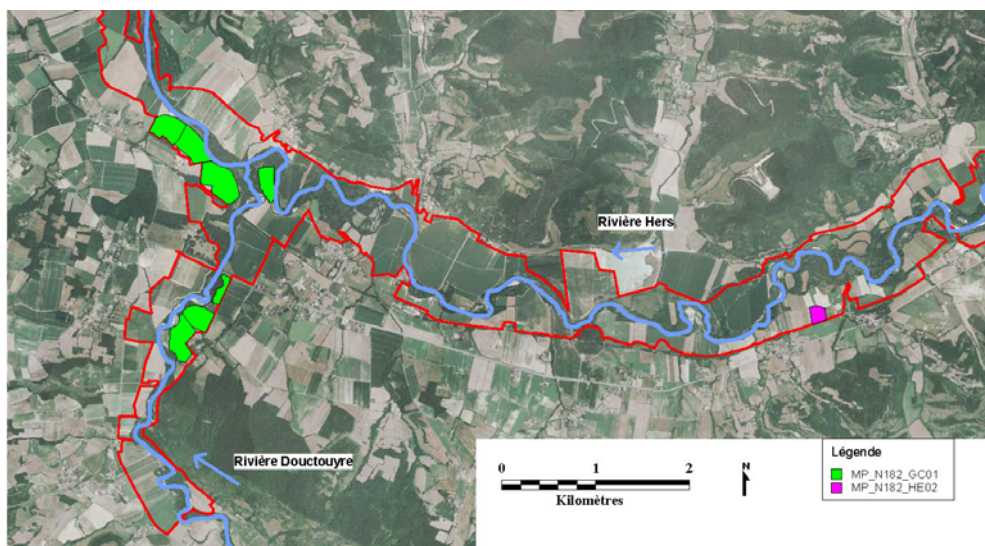 Rivière Hers
Rivière Douctouyre
0 1 2
Kilomètres
N
Légende
MP_N182_GC01
MP_N182_HE02